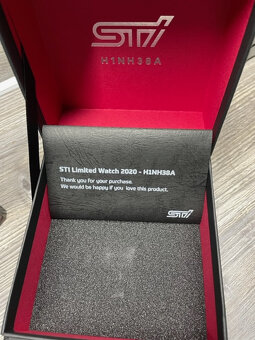 STI
H1NH38A
STI Limited Watch 2020 - H1NH38A
Thank you for your purchase.
We would be happy if you love this product.
STI